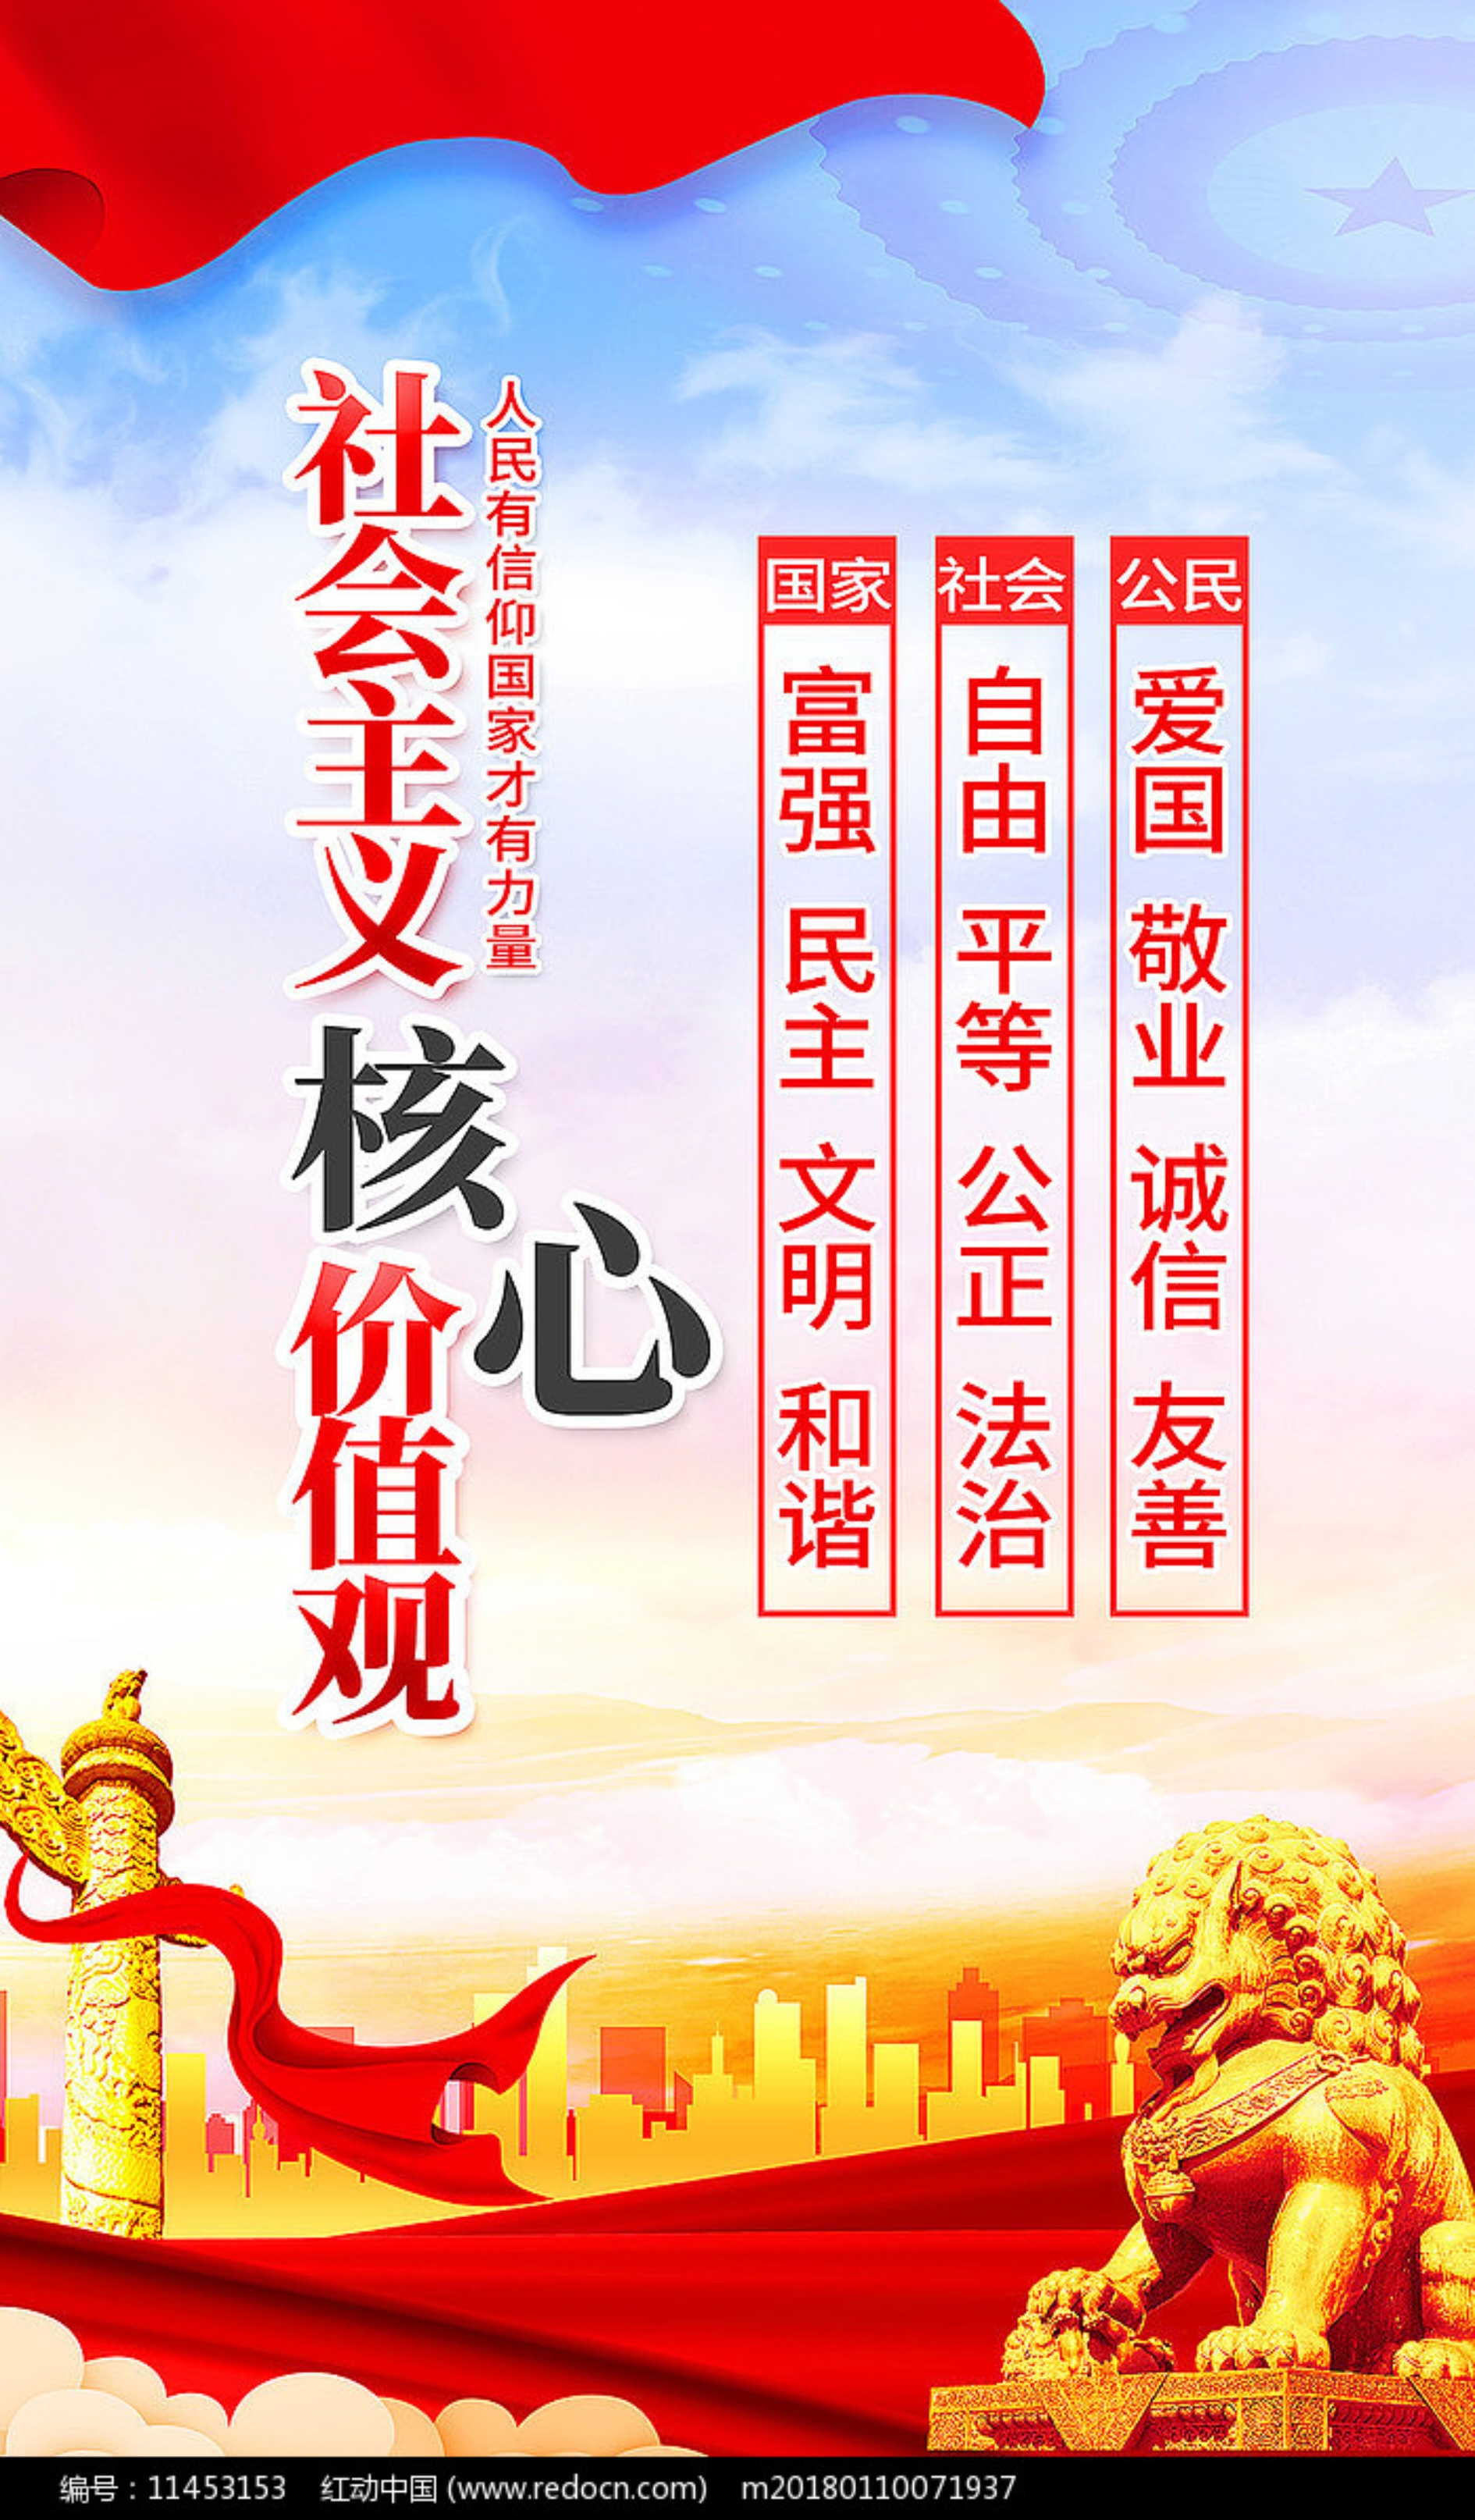 社会主义核心价值观
人民有信仰国家才有力量
国家
富强 民主 文明 和谐
社会
自由 平等 公正 法治
公民
爱国 敬业 诚信 友善
编号：11453153 红动中国 (www.redocn.com) m20180110071937